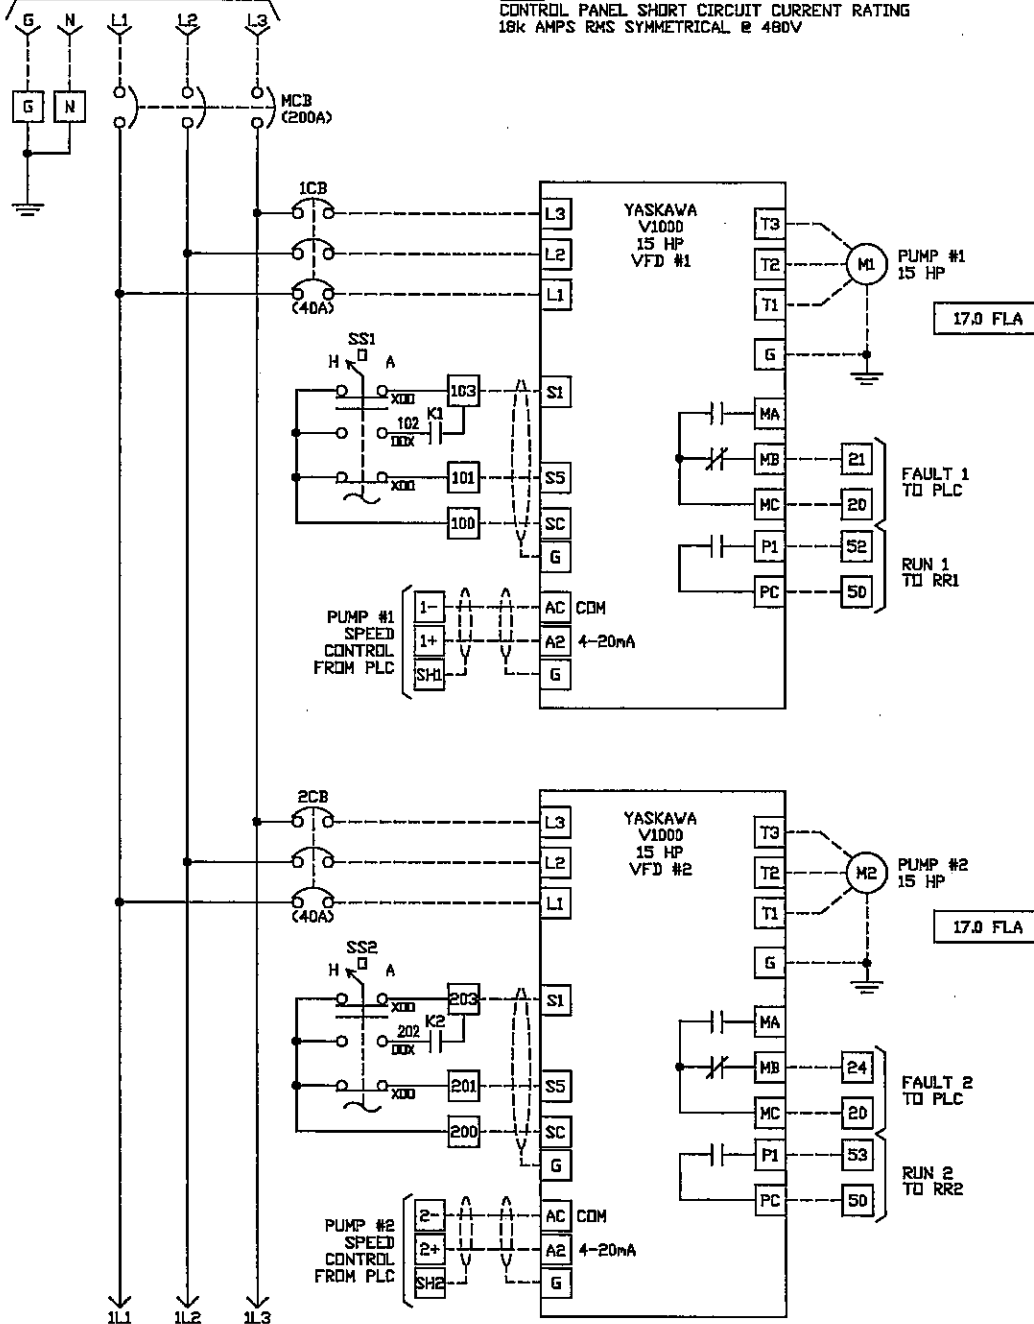 CONTROL PANEL SHORT CIRCUIT CURRENT RATING
18k AMPS RMS SYMMETRICAL @ 480V
G N L1 L2 L3
G N
MCB
(200A)
1CB
(40A)
L3
L2
L1
YASKAWA
V1000
15 HP
VFD #1
T3
T2
T1
G
M1
PUMP #1
15 HP
17.0 FLA
SS1
H A
XOO
103
S1
102
K1
OOX
XOO
101
S5
100
SC
G
MA
MB
21
MC
20
FAULT 1
TO PLC
P1
52
PC
50
RUN 1
TO RR1
PUMP #1
SPEED
CONTROL
FROM PLC
1-
1+
SH1
AC COM
A2 4-20mA
G
2CB
(40A)
L3
L2
L1
YASKAWA
V1000
15 HP
VFD #2
T3
T2
T1
G
M2
PUMP #2
15 HP
17.0 FLA
SS2
H A
XOO
203
S1
202
K2
OOX
XOO
201
S5
200
SC
G
MA
MB
24
MC
20
FAULT 2
TO PLC
P1
53
PC
50
RUN 2
TO RR2
PUMP #2
SPEED
CONTROL
FROM PLC
2-
2+
SH2
AC COM
A2 4-20mA
G
1L1 1L2 1L3